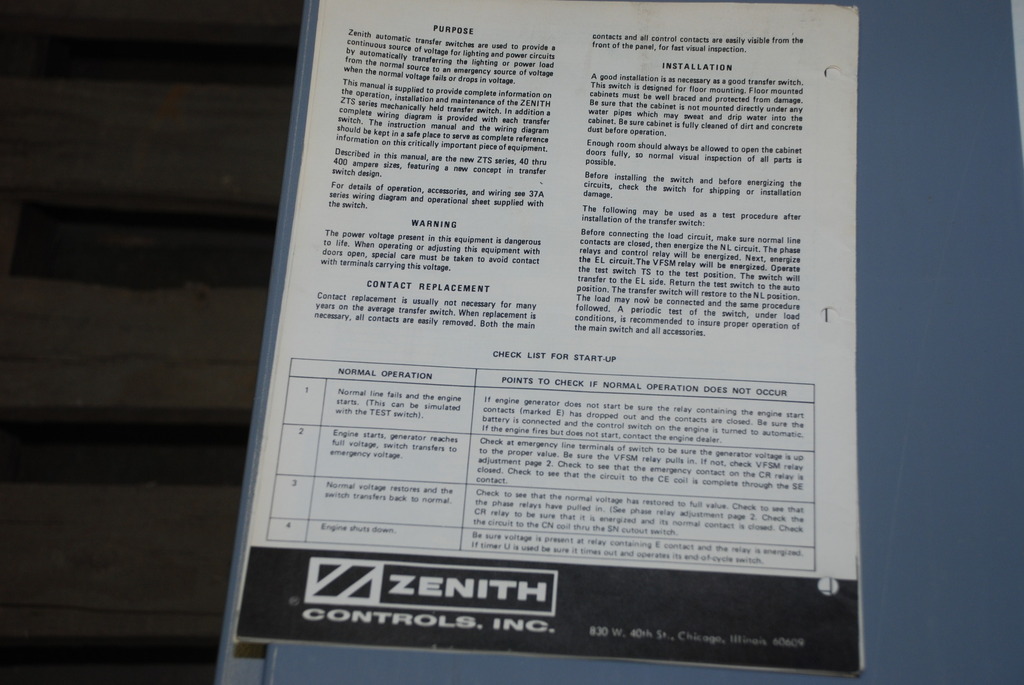 PURPOSE
Zenith automatic transfer switches are used to provide a
continuous source of voltage for lighting and power circuits
by automatically transferring the lighting or power load
from the normal source to an emergency source of voltage
when the normal voltage fails or drops in voltage.
This manual is supplied to provide complete information on
the operation, installation and maintenance of the ZENITH
ZTS series mechanically held transfer switch. In addition a
complete wiring diagram is provided with each transfer
switch. The instruction manual and the wiring diagram
should be kept in a safe place to serve as complete reference
information on this critically important piece of equipment.
Described in this manual, are the new ZTS series, 40 thru
400 ampere sizes, featuring a new concept in transfer
switch design.
For details of operation, accessories, and wiring see 37A
series wiring diagram and operational sheet supplied with
the switch.
WARNING
The power voltage present in this equipment is dangerous
to life. When operating or adjusting this equipment with
doors open, special care must be taken to avoid contact
with terminals carrying this voltage.
CONTACT REPLACEMENT
Contact replacement is usually not necessary for many
years on the average transfer switch. When replacement is
necessary, all contacts are easily removed. Both the main
contacts and all control contacts are easily visible from the
front of the panel, for fast visual inspection.
INSTALLATION
A good installation is as necessary as a good transfer switch.
This switch is designed for floor mounting. Floor mounted
cabinets must be well braced and protected from damage.
Be sure that the cabinet is not mounted directly under any
water pipes which may sweat and drip water into the
cabinet. Be sure cabinet is fully cleaned of dirt and concrete
dust before operation.
Enough room should always be allowed to open the cabinet
doors fully, so normal visual inspection of all parts is
possible.
Before installing the switch and before energizing the
circuits, check the switch for shipping or installation
damage.
The following may be used as a test procedure after
installation of the transfer switch:
Before connecting the load circuit, make sure normal line
contacts are closed, then energize the NL circuit. The phase
relays and control relay will be energized. Next, energize
the EL circuit. The VFSM relay will be energized. Operate
the test switch TS to the test position. The switch will
transfer to the EL side. Return the test switch to the auto
position. The transfer switch will restore to the NL position.
The load may now be connected and the same procedure
followed. A periodic test of the switch, under load
conditions, is recommended to insure proper operation of
the main switch and all accessories.
CHECK LIST FOR START-UP
NORMAL OPERATION
POINTS TO CHECK IF NORMAL OPERATION DOES NOT OCCUR
1
Normal line fails and the engine
starts. (This can be simulated
with the TEST switch).
If engine generator does not start be sure the relay containing the engine start
contacts (marked E) has dropped out and the contacts are closed. Be sure the
battery is connected and the control switch on the engine is turned to automatic.
If the engine fires but does not start, contact the engine dealer.
2
Engine starts, generator reaches
full voltage, switch transfers to
emergency voltage.
Check at emergency line terminals of switch to be sure the generator voltage is up
to the proper value. Be sure the VFSM relay pulls in. If not, check VFSM relay
adjustment page 2. Check to see that the emergency contact on the CR relay is
closed. Check to see that the circuit to the CE coil is complete through the SE
contact.
3
Normal voltage restores and the
switch transfers back to normal.
Check to see that the normal voltage has restored to full value. Check to see that
the phase relays have pulled in. (See phase relay adjustment page 2. Check the
CR relay to be sure that it is energized and its normal contact is closed. Check
the circuit to the CN coil thru the SN cutout switch.
4
Engine shuts down.
Be sure voltage is present at relay containing E contact and the relay is energized.
If timer U is used be sure it times out and operates its end-of-cycle switch.
ZENITH
®
CONTROLS, INC.
830 W. 40th St., Chicago, Illinois 60609